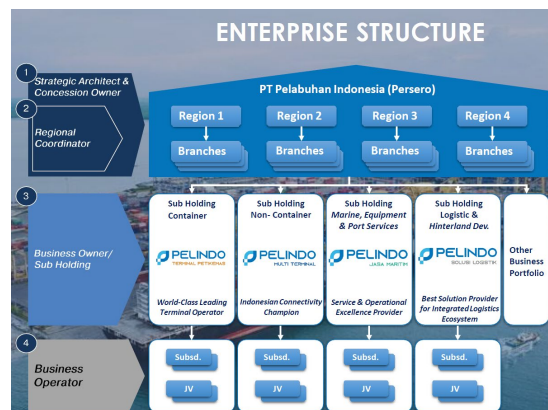 ENTERPRISE STRUCTURE
1
Strategic Architect &
Concession Owner
2
Regional
Coordinator
PT Pelabuhan Indonesia (Persero)
Region 1
Region 2
Region 3
Region 4
Branches
Branches
Branches
Branches
3
Business Owner/
Sub Holding
Sub Holding
Container
PELINDO
TERMINAL PETIKEMAS
World-Class Leading
Terminal Operator
Sub Holding
Non- Container
PELINDO
MULTI TERMINAL
Indonesian Connectivity
Champion
Sub Holding
Marine, Equipment
& Port Services
PELINDO
JASA MARITIM
Service & Operational
Excellence Provider
Sub Holding
Logistic &
Hinterland Dev.
PELINDO
SOLUSI LOGISTIK
Best Solution Provider
for Integrated Logistics
Ecosystem
Other
Business
Portfolio
4
Business
Operator
Subsd.
Subsd.
Subsd.
Subsd.
JV
JV
JV
JV